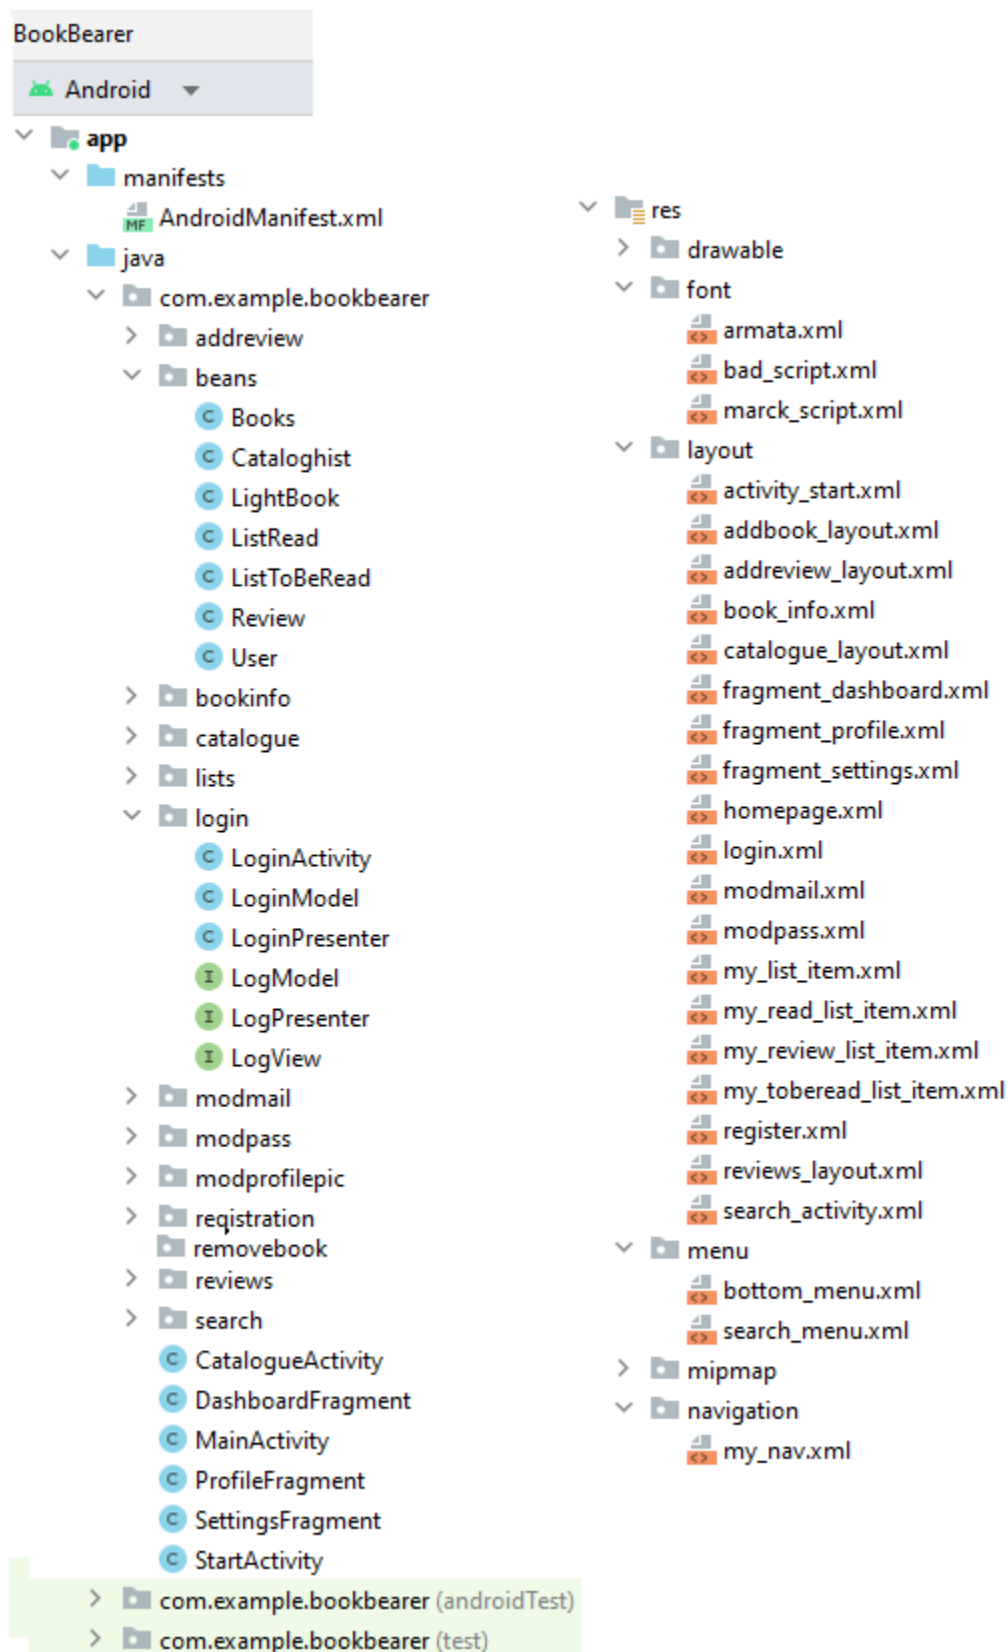 BookBearer
Android
app
manifests
MF AndroidManifest.xml
java
com.example.bookbearer
addreview
beans
C Books
C Cataloghist
C LightBook
C ListRead
C ListToBeRead
C Review
C User
bookinfo
catalogue
lists
login
C LoginActivity
C LoginModel
C LoginPresenter
I LogModel
I LogPresenter
I LogView
modmail
modpass
modprofilepic
registration
removebook
reviews
search
C CatalogueActivity
C DashboardFragment
C MainActivity
C ProfileFragment
C SettingsFragment
C StartActivity
com.example.bookbearer (androidTest)
com.example.bookbearer (test)
res
drawable
font
armata.xml
bad_script.xml
marck_script.xml
layout
activity_start.xml
addbook_layout.xml
addreview_layout.xml
book_info.xml
catalogue_layout.xml
fragment_dashboard.xml
fragment_profile.xml
fragment_settings.xml
homepage.xml
login.xml
modmail.xml
modpass.xml
my_list_item.xml
my_read_list_item.xml
my_review_list_item.xml
my_toberead_list_item.xml
register.xml
reviews_layout.xml
search_activity.xml
menu
bottom_menu.xml
search_menu.xml
mipmap
navigation
my_nav.xml